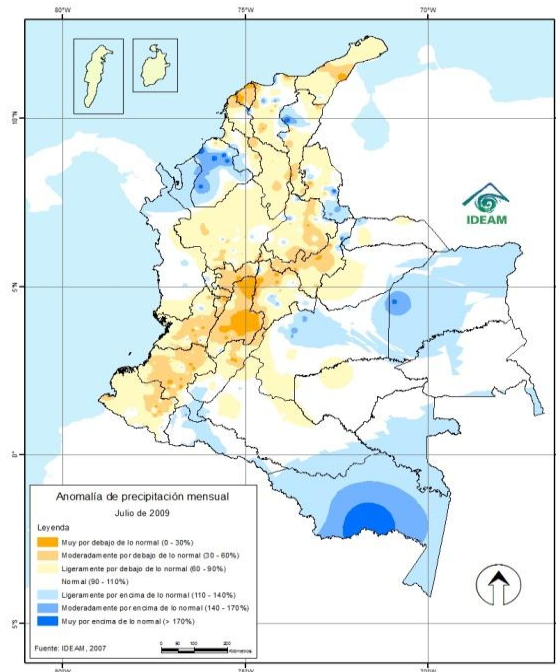 80°W 75°W 70°W
10°N
IDEAM
5°N
0°
5°S
Anomalía de precipitación mensual
Julio de 2009
Leyenda
Muy por debajo de lo normal (0 - 30%)
Moderadamente por debajo de lo normal (30 - 60%)
Ligeramente por debajo de lo normal (60 - 90%)
Normal (90 - 110%)
Ligeramente por encima de lo normal (110 - 140%)
Moderadamente por encima de lo normal (140 - 170%)
Muy por encima de lo normal (> 170%)
Fuente: IDEAM, 2007
80°W 75°W 70°W